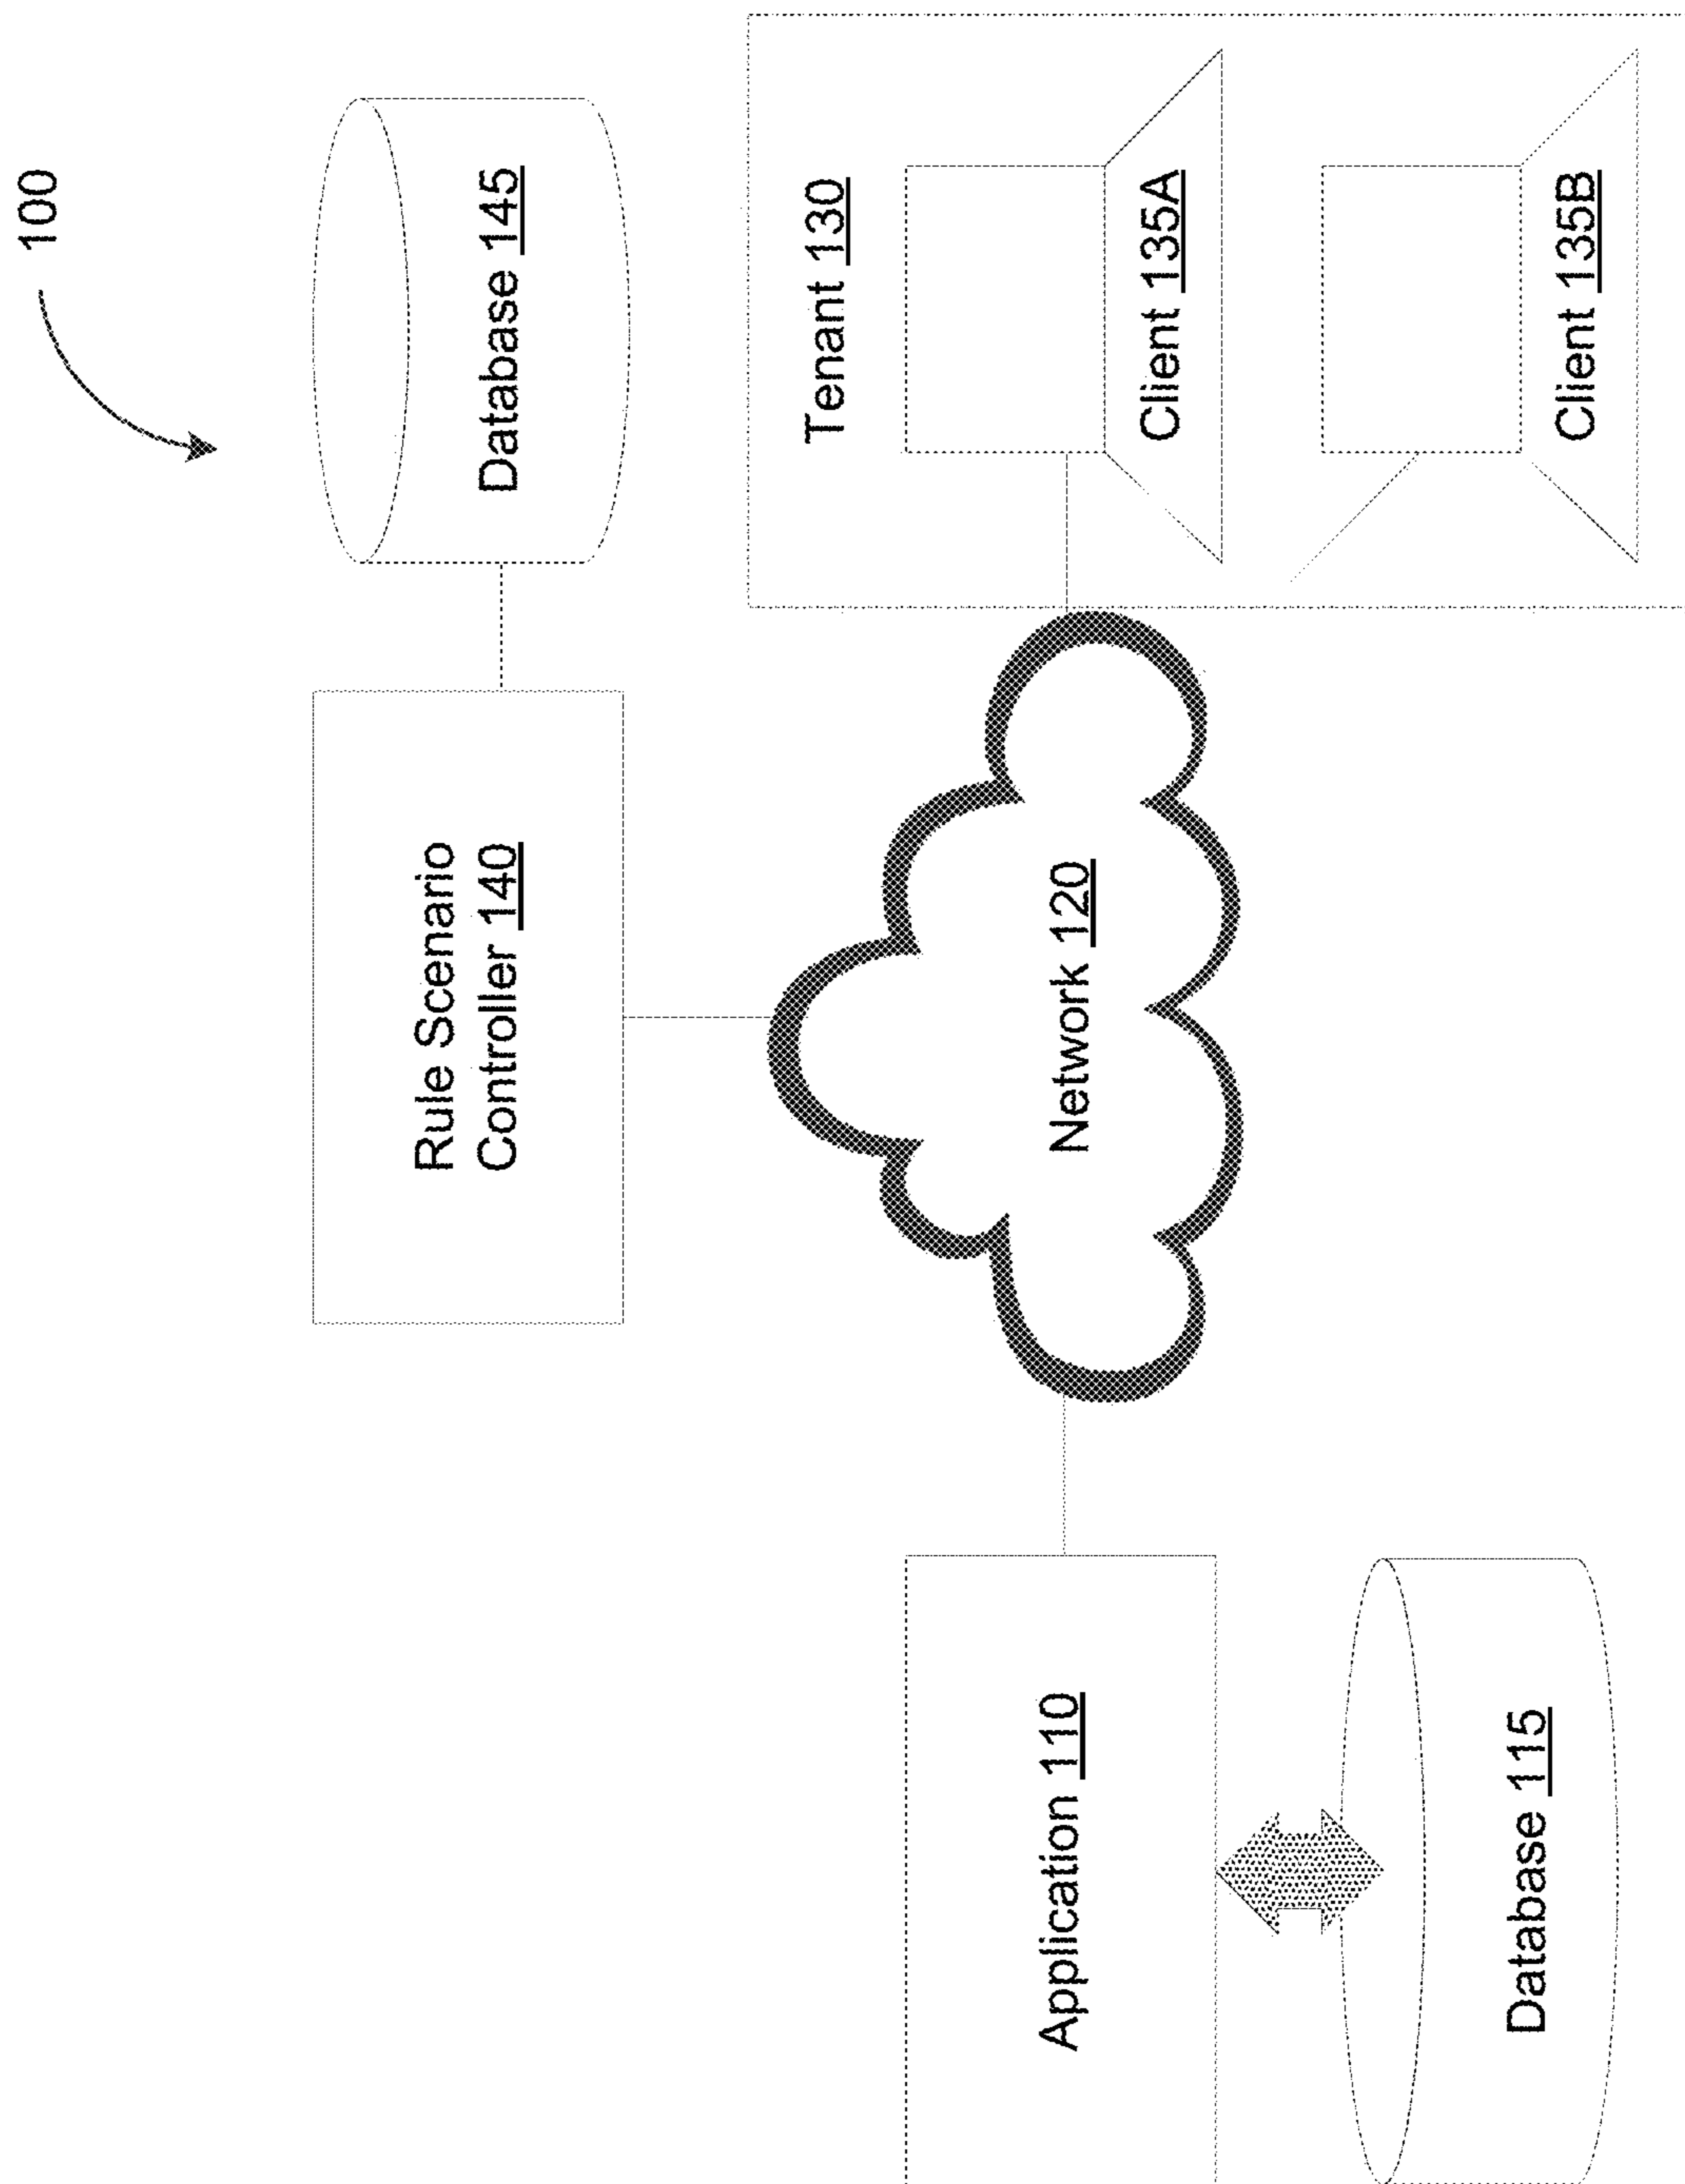 100
Rule Scenario
Controller 140
Database 145
Tenant 130
Application 110
Network 120
Client 135A
Database 115
Client 135B